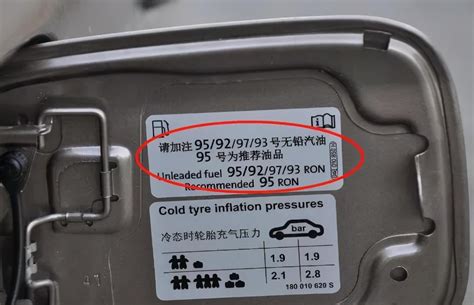 请加注 95/92/97/93 号无铅汽油
95 号为推荐油品
Unleaded fuel 95/92/97/93 RON
Recommended 95 RON
Cold tyre inflation pressures
冷态时轮胎充气压力
bar
1.9 1.9
2.1 2.8
180 010 620 S